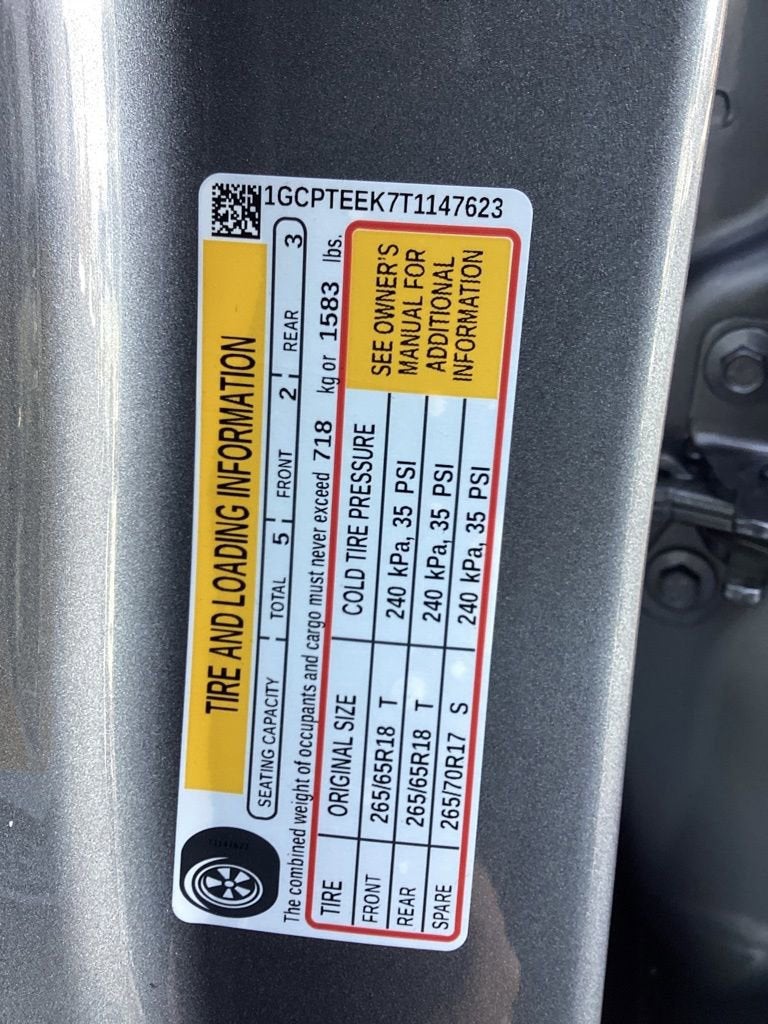 1GCPTEEK7T1147623
TIRE AND LOADING INFORMATION
SEATING CAPACITY TOTAL 5 FRONT 2 REAR 3
The combined weight of occupants and cargo must never exceed 718 kg or 1583 lbs.
TIRE ORIGINAL SIZE COLD TIRE PRESSURE
FRONT 265/65R18 T 240 kPa, 35 PSI
REAR 265/65R18 T 240 kPa, 35 PSI
SPARE 265/70R17 S 240 kPa, 35 PSI
SEE OWNER'S
MANUAL FOR
ADDITIONAL
INFORMATION
T1147623